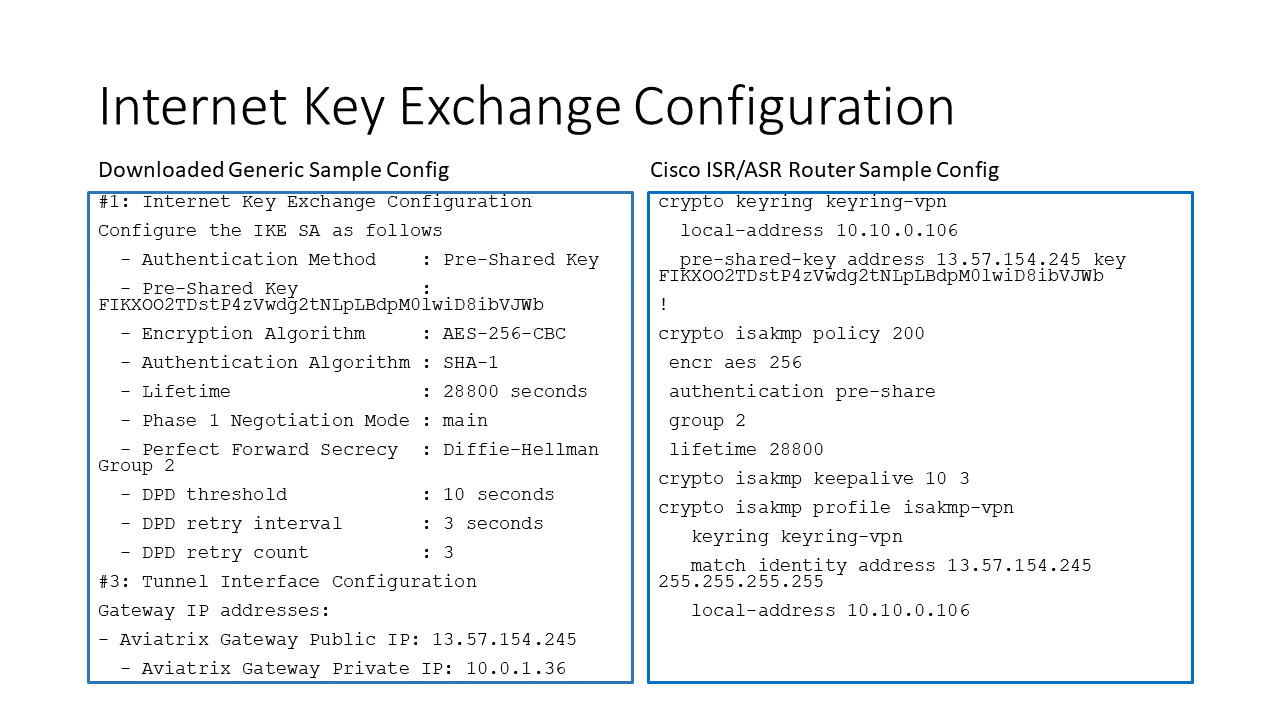 Internet Key Exchange Configuration
Downloaded Generic Sample Config
#1: Internet Key Exchange Configuration
Configure the IKE SA as follows
- Authentication Method : Pre-Shared Key
- Pre-Shared Key :
FIKXOO2TDstP4zVwdg2tNLpLBdpM0lwiD8ibVJWb
- Encryption Algorithm : AES-256-CBC
- Authentication Algorithm : SHA-1
- Lifetime : 28800 seconds
- Phase 1 Negotiation Mode : main
- Perfect Forward Secrecy : Diffie-Hellman
Group 2
- DPD threshold : 10 seconds
- DPD retry interval : 3 seconds
- DPD retry count : 3
#3: Tunnel Interface Configuration
Gateway IP addresses:
- Aviatrix Gateway Public IP: 13.57.154.245
- Aviatrix Gateway Private IP: 10.0.1.36
Cisco ISR/ASR Router Sample Config
crypto keyring keyring-vpn
local-address 10.10.0.106
pre-shared-key address 13.57.154.245 key
FIKXOO2TDstP4zVwdg2tNLpLBdpM0lwiD8ibVJWb
!
crypto isakmp policy 200
encr aes 256
authentication pre-share
group 2
lifetime 28800
crypto isakmp keepalive 10 3
crypto isakmp profile isakmp-vpn
keyring keyring-vpn
match identity address 13.57.154.245
255.255.255.255
local-address 10.10.0.106